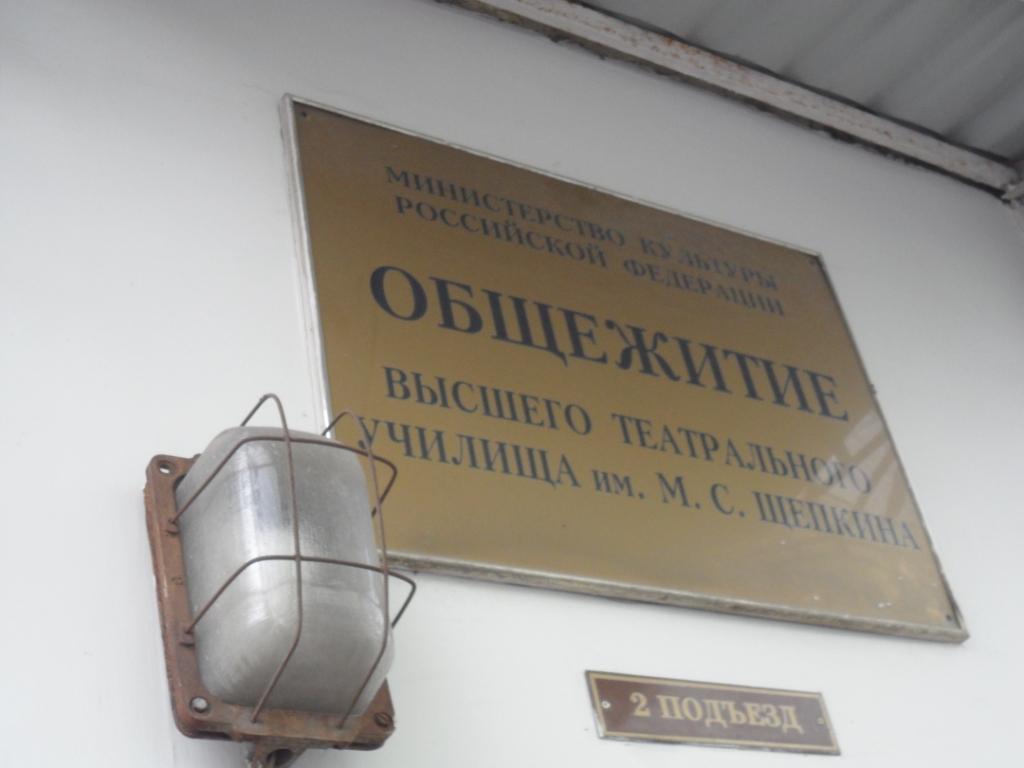 МИНИСТЕРСТВО КУЛЬТУРЫ
РОССИЙСКОЙ ФЕДЕРАЦИИ
ОБЩЕЖИТИЕ
ВЫСШЕГО ТЕАТРАЛЬНОГО
УЧИЛИЩА им. М. С. ЩЕПКИНА
2 ПОДЪЕЗД